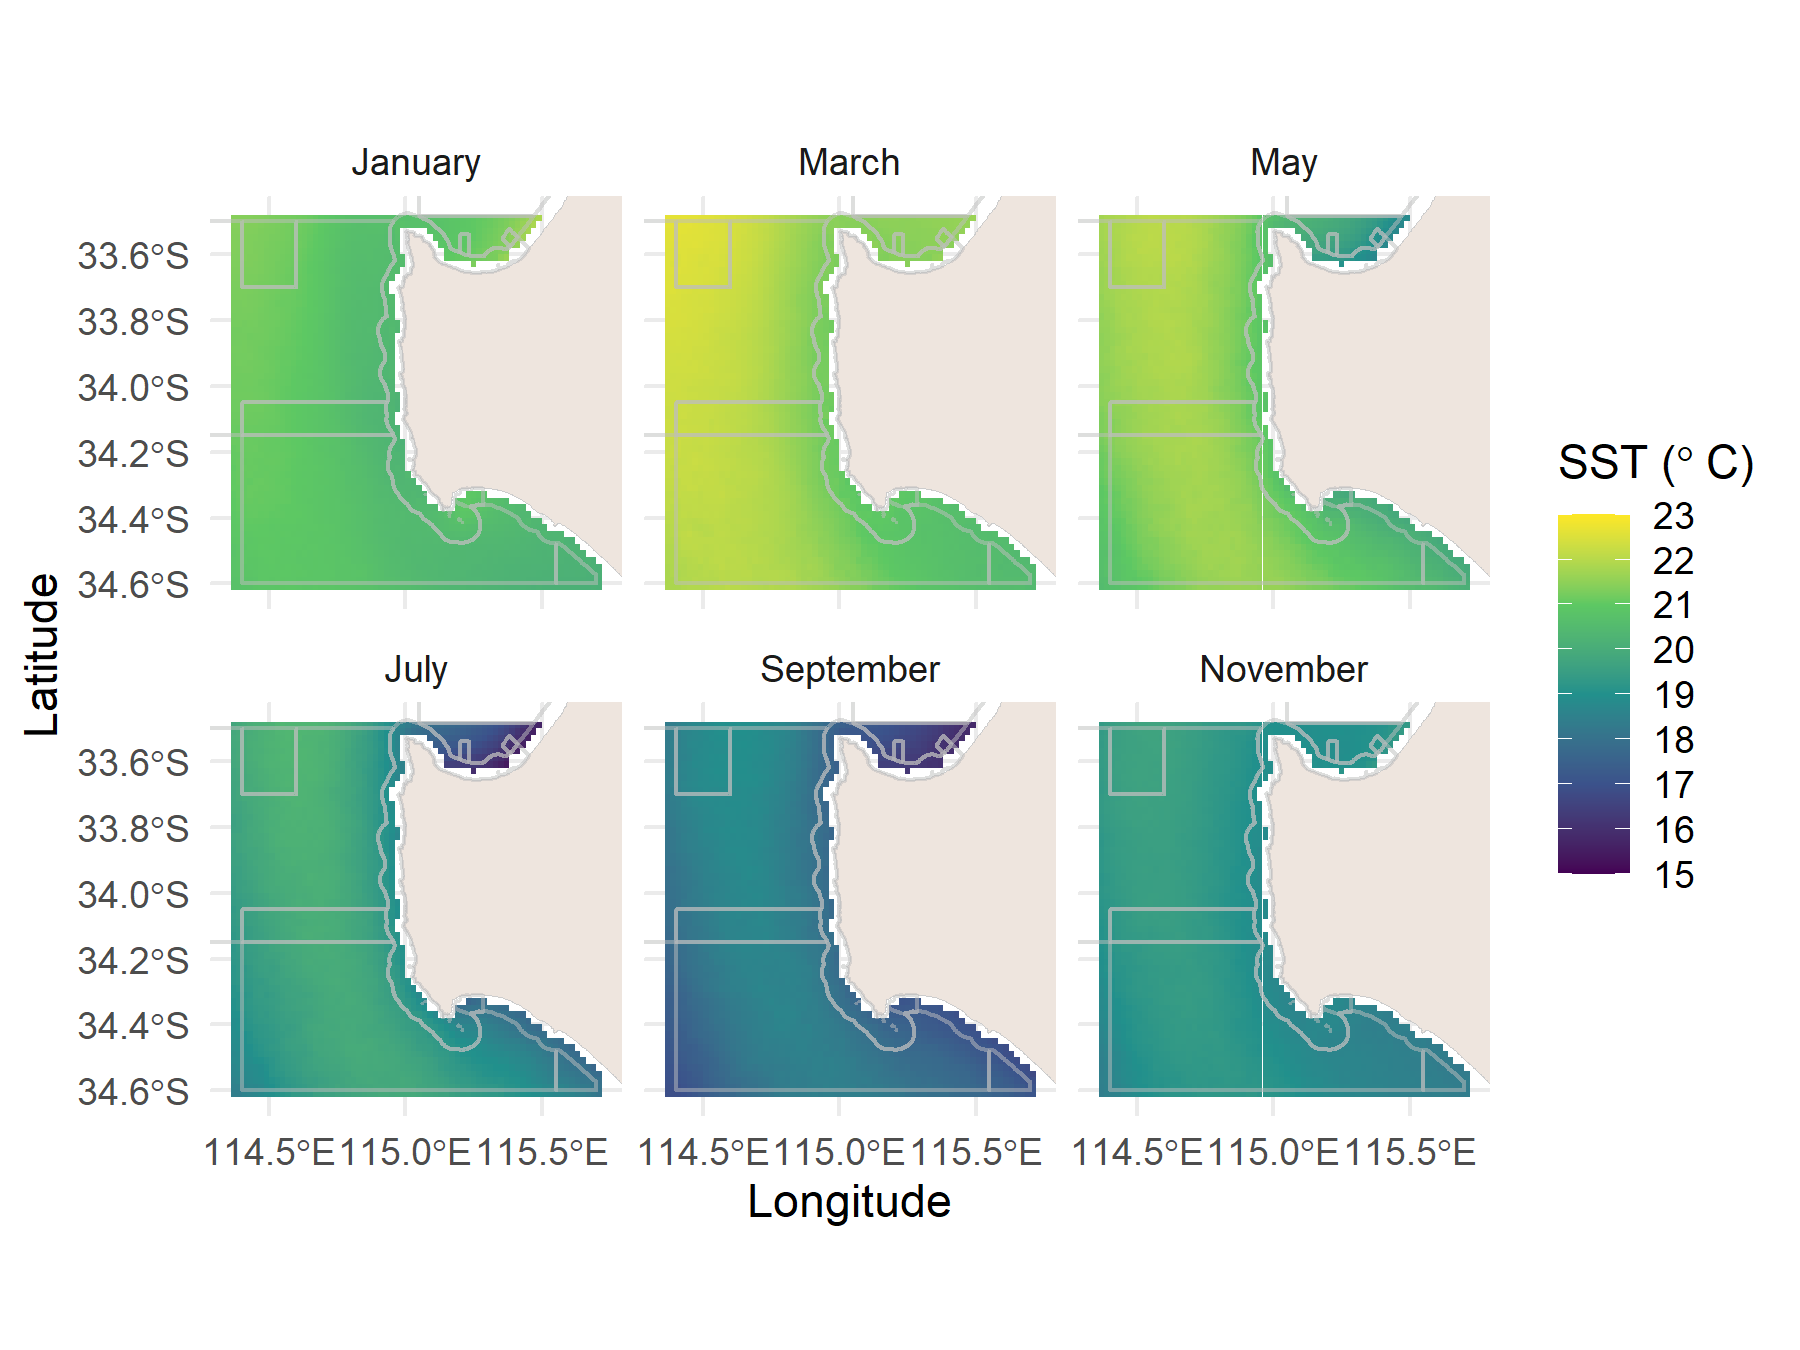 January March May
33.6°S
33.8°S
34.0°S
34.2°S
34.4°S
34.6°S
Latitude
July September November
33.6°S
33.8°S
34.0°S
34.2°S
34.4°S
34.6°S
114.5°E 115.0°E 115.5°E 114.5°E 115.0°E 115.5°E 114.5°E 115.0°E 115.5°E
Longitude
SST (° C)
23
22
21
20
19
18
17
16
15